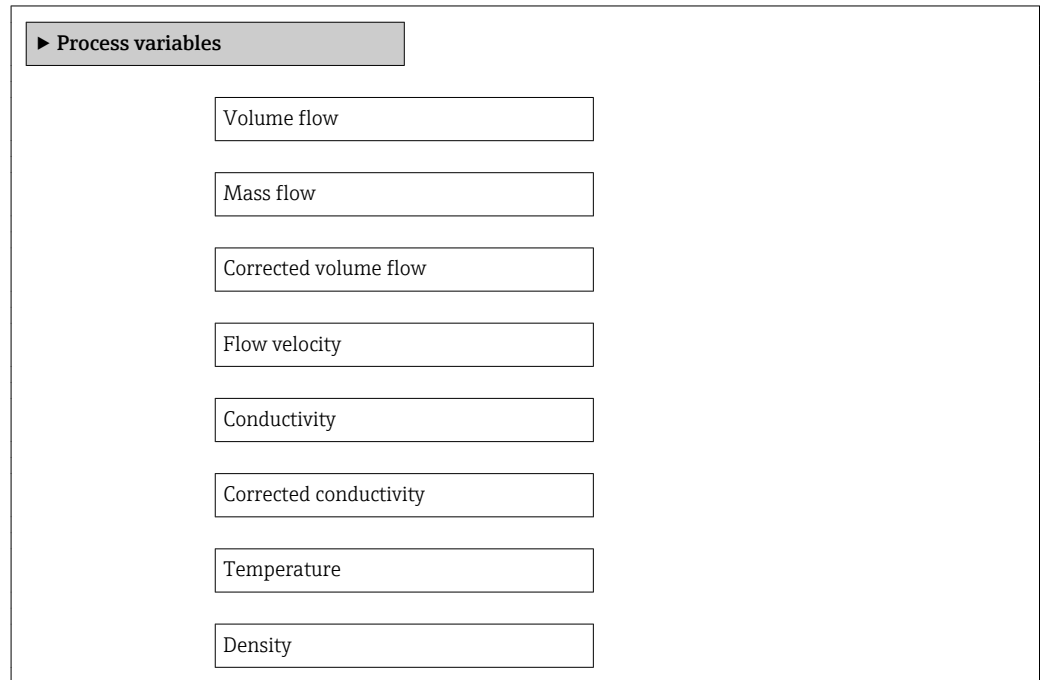 ▶ Process variables
Volume flow
Mass flow
Corrected volume flow
Flow velocity
Conductivity
Corrected conductivity
Temperature
Density